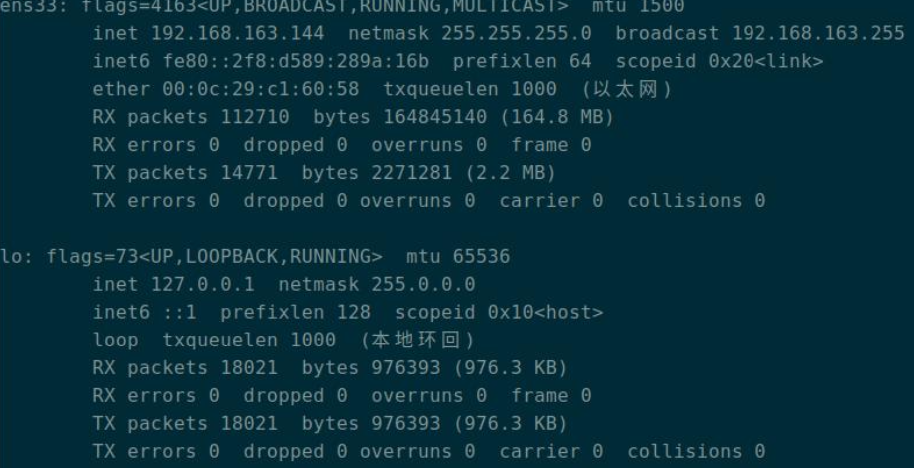 ens33: flags=4163<UP,BROADCAST,RUNNING,MULTICAST>  mtu 1500
        inet 192.168.163.144  netmask 255.255.255.0  broadcast 192.168.163.255
        inet6 fe80::2f8:d589:289a:16b  prefixlen 64  scopeid 0x20<link>
        ether 00:0c:29:c1:60:58  txqueuelen 1000  (以太网)
        RX packets 112710  bytes 164845140 (164.8 MB)
        RX errors 0  dropped 0  overruns 0  frame 0
        TX packets 14771  bytes 2271281 (2.2 MB)
        TX errors 0  dropped 0 overruns 0  carrier 0  collisions 0

lo: flags=73<UP,LOOPBACK,RUNNING>  mtu 65536
        inet 127.0.0.1  netmask 255.0.0.0
        inet6 ::1  prefixlen 128  scopeid 0x10<host>
        loop  txqueuelen 1000  (本地环回)
        RX packets 18021  bytes 976393 (976.3 KB)
        RX errors 0  dropped 0  overruns 0  frame 0
        TX packets 18021  bytes 976393 (976.3 KB)
        TX errors 0  dropped 0 overruns 0  carrier 0  collisions 0